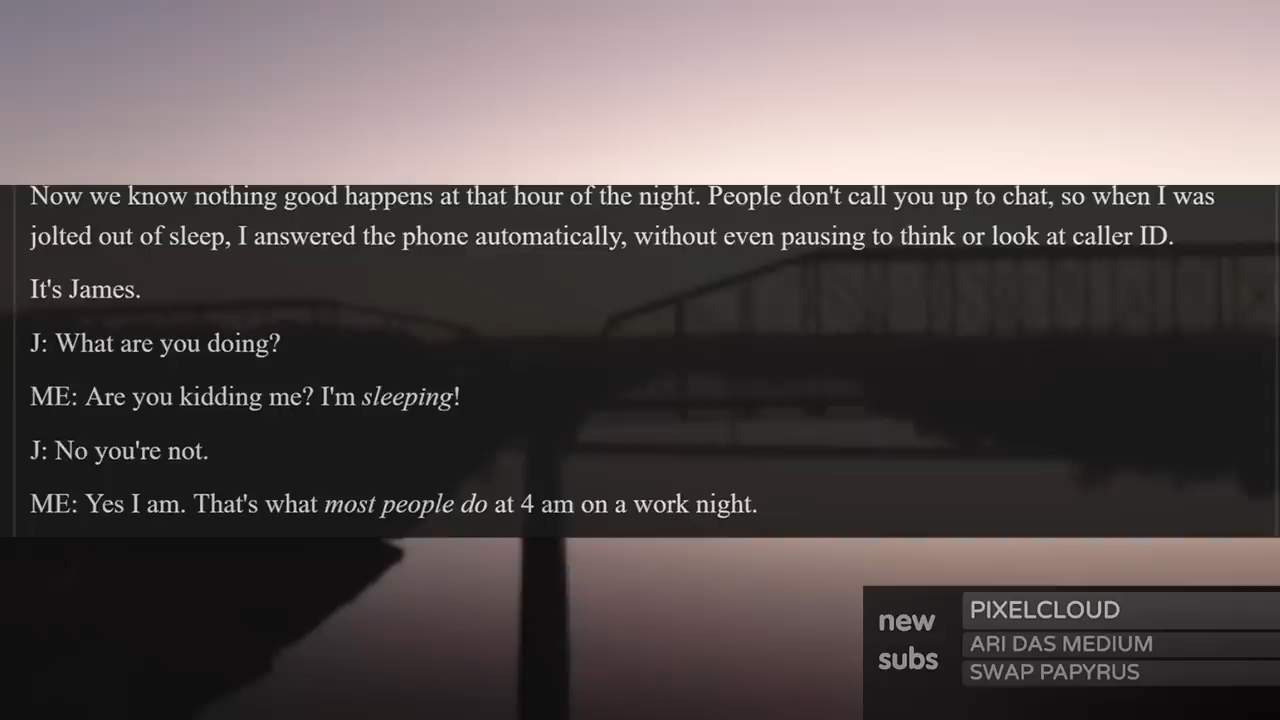 Now we know nothing good happens at that hour of the night. People don't call you up to chat, so when I was
jolted out of sleep, I answered the phone automatically, without even pausing to think or look at caller ID.
It's James.
J: What are you doing?
ME: Are you kidding me? I'm sleeping!
J: No you're not.
ME: Yes I am. That's what most people do at 4 am on a work night.
new
subs
PIXELCLOUD
ARI DAS MEDIUM
SWAP PAPYRUS